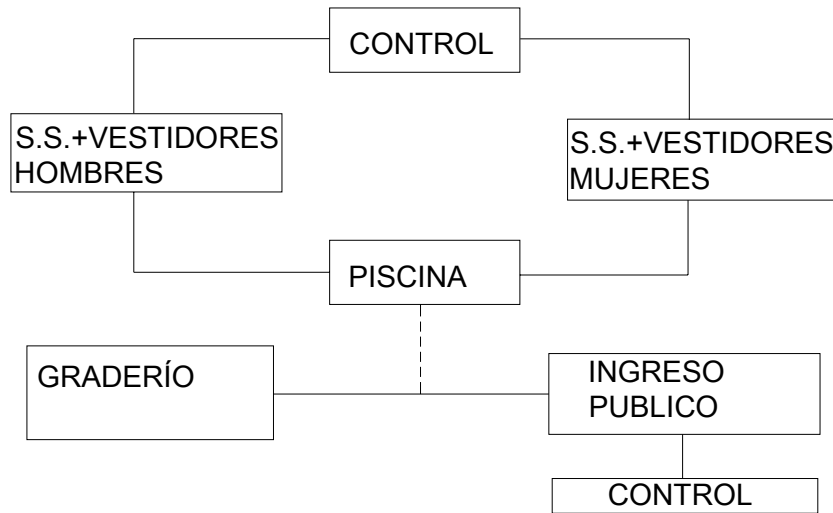 CONTROL
S.S.+VESTIDORES
HOMBRES
S.S.+VESTIDORES
MUJERES
PISCINA
GRADERÍO
INGRESO
PUBLICO
CONTROL